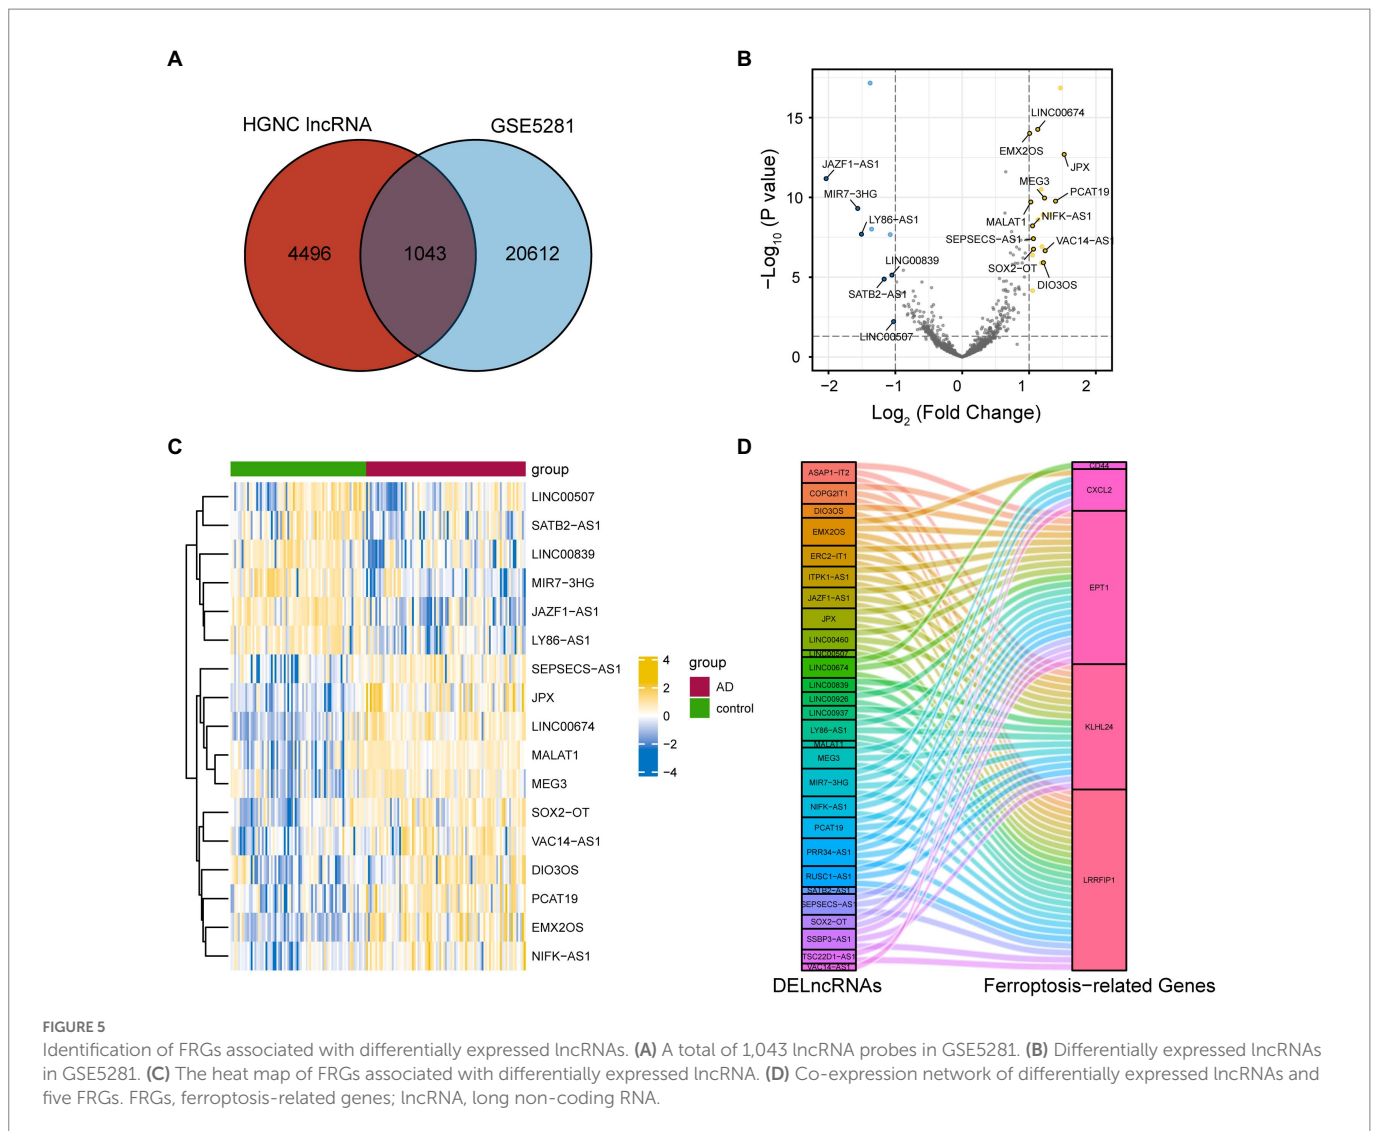 A
HGNC lncRNA
GSE5281
4496
1043
20612
B
−Log10 (P value)
15
10
5
0
−2
−1
0
1
2
Log2 (Fold Change)
LINC00674
EMX2OS
JPX
JAZF1−AS1
MEG3
PCAT19
MIR7−3HG
LY86−AS1
MALAT1
NIFK−AS1
SEPSECS−AS1
VAC14−AS1
LINC00839
SOX2−OT
SATB2−AS1
DIO3OS
LINC00507
C
group
LINC00507
SATB2−AS1
LINC00839
MIR7−3HG
JAZF1−AS1
LY86−AS1
SEPSECS−AS1
JPX
LINC00674
MALAT1
MEG3
SOX2−OT
VAC14−AS1
DIO3OS
PCAT19
EMX2OS
NIFK−AS1
4
2
0
−2
−4
group
AD
control
D
ASAP1−IT2
COPG2IT1
DIO3OS
EMX2OS
ERC2−IT1
ITPK1−AS1
JAZF1−AS1
JPX
LINC00460
LINC00507
LINC00674
LINC00839
LINC00926
LINC00937
LY86−AS1
MALAT1
MEG3
MIR7−3HG
NIFK−AS1
PCAT19
PRR34−AS1
RUSC1−AS1
SATB2−AS1
SEPSECS−AS1
SOX2−OT
SSBP3−AS1
TSC22D1−AS1
VAC14−AS1
CD44
CXCL2
EPT1
KLHL24
LRRFIP1
DELncRNAs
Ferroptosis−related Genes
FIGURE 5
Identification of FRGs associated with differentially expressed lncRNAs. (A) A total of 1,043 lncRNA probes in GSE5281. (B) Differentially expressed lncRNAs
in GSE5281. (C) The heat map of FRGs associated with differentially expressed lncRNA. (D) Co-expression network of differentially expressed lncRNAs and
five FRGs. FRGs, ferroptosis-related genes; lncRNA, long non-coding RNA.